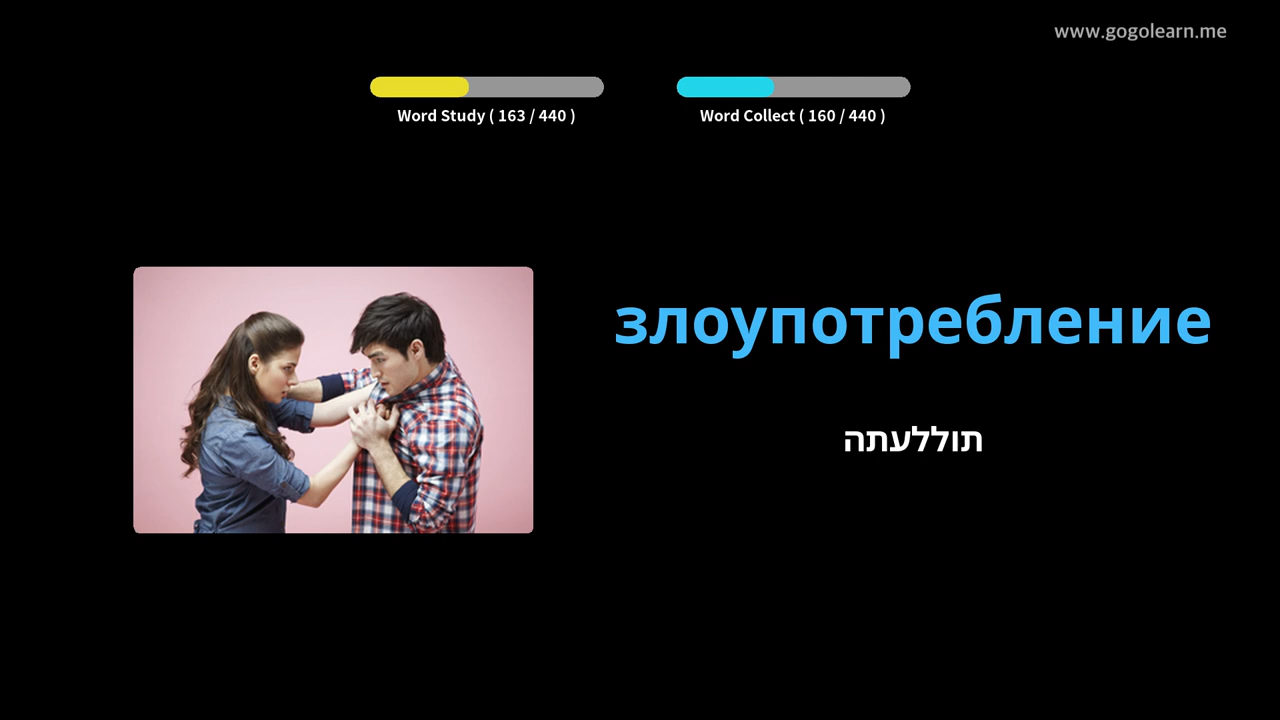 www.gogolearn.me
Word Study ( 163 / 440 )
Word Collect ( 160 / 440 )
злоупотребление
תוללעתה